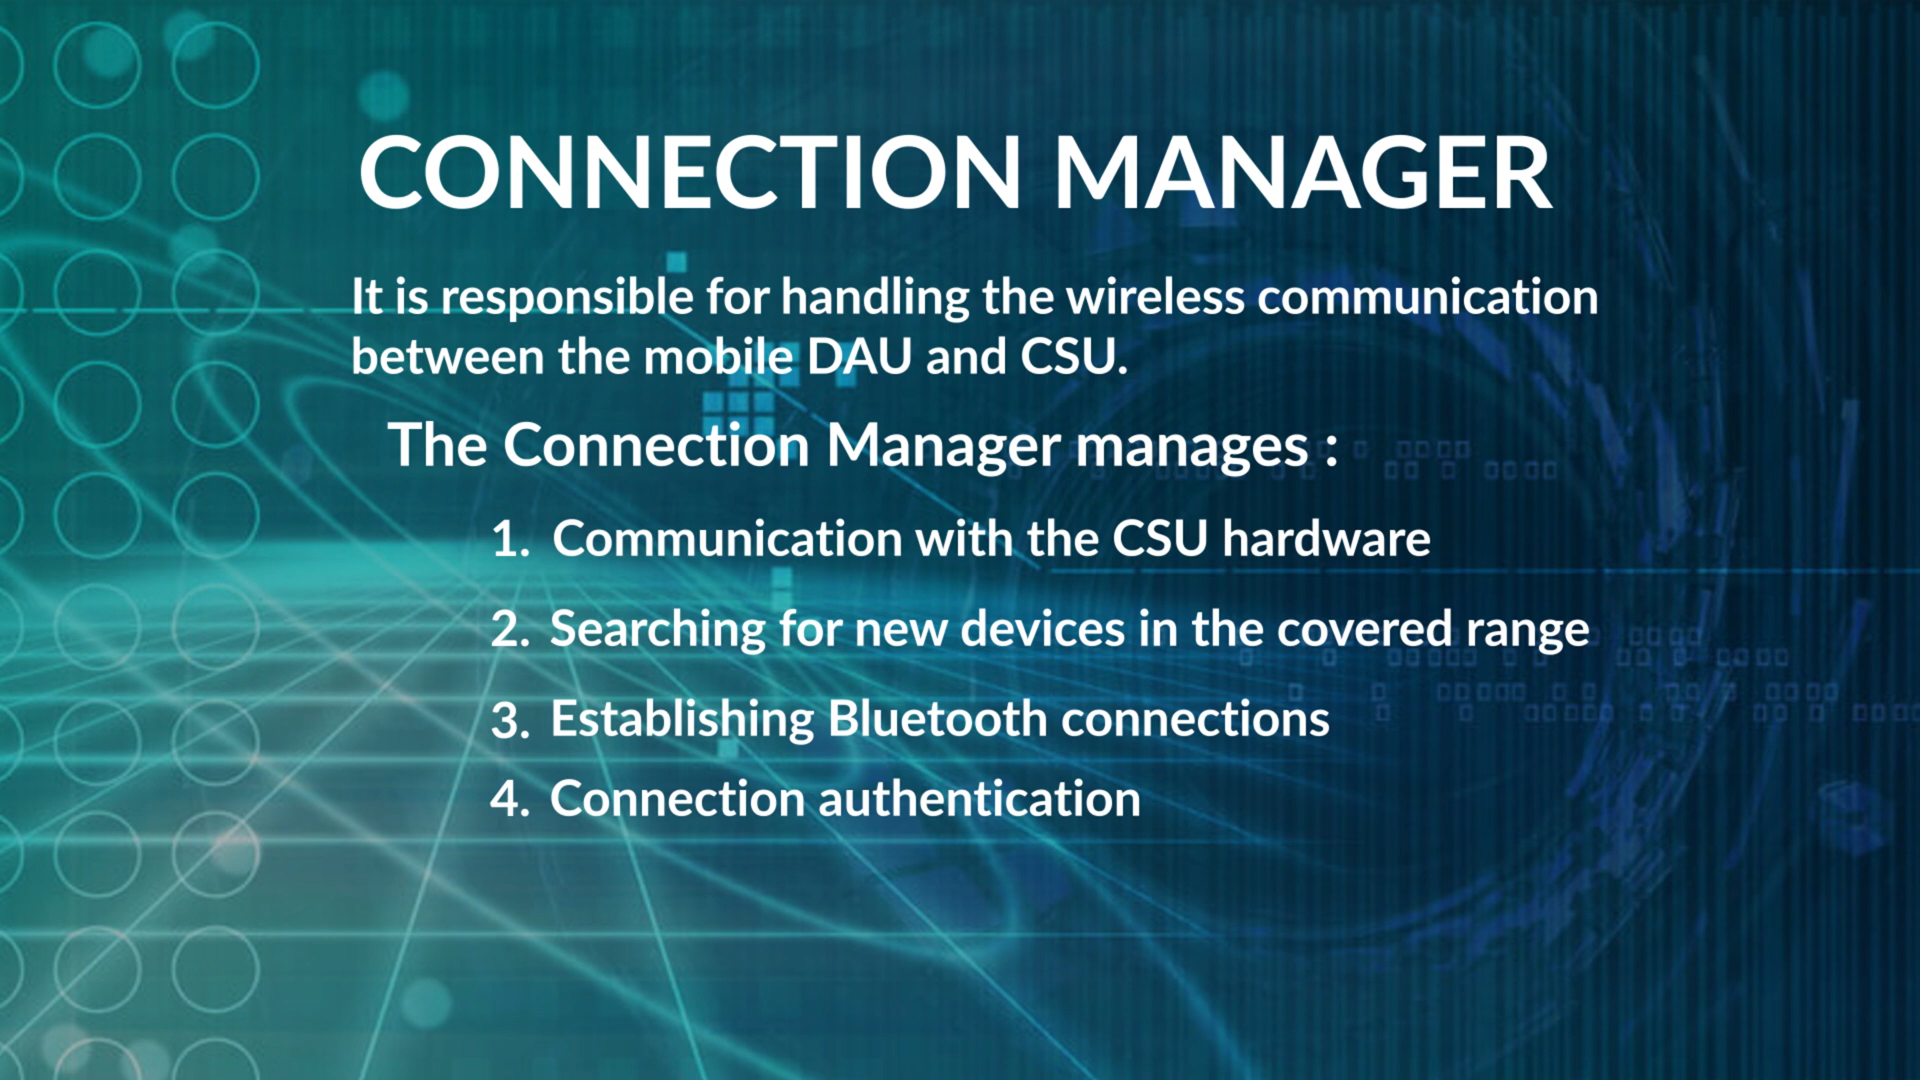 CONNECTION MANAGER
It is responsible for handling the wireless communication
between the mobile DAU and CSU.
The Connection Manager manages :
1. Communication with the CSU hardware
2. Searching for new devices in the covered range
3. Establishing Bluetooth connections
4. Connection authentication